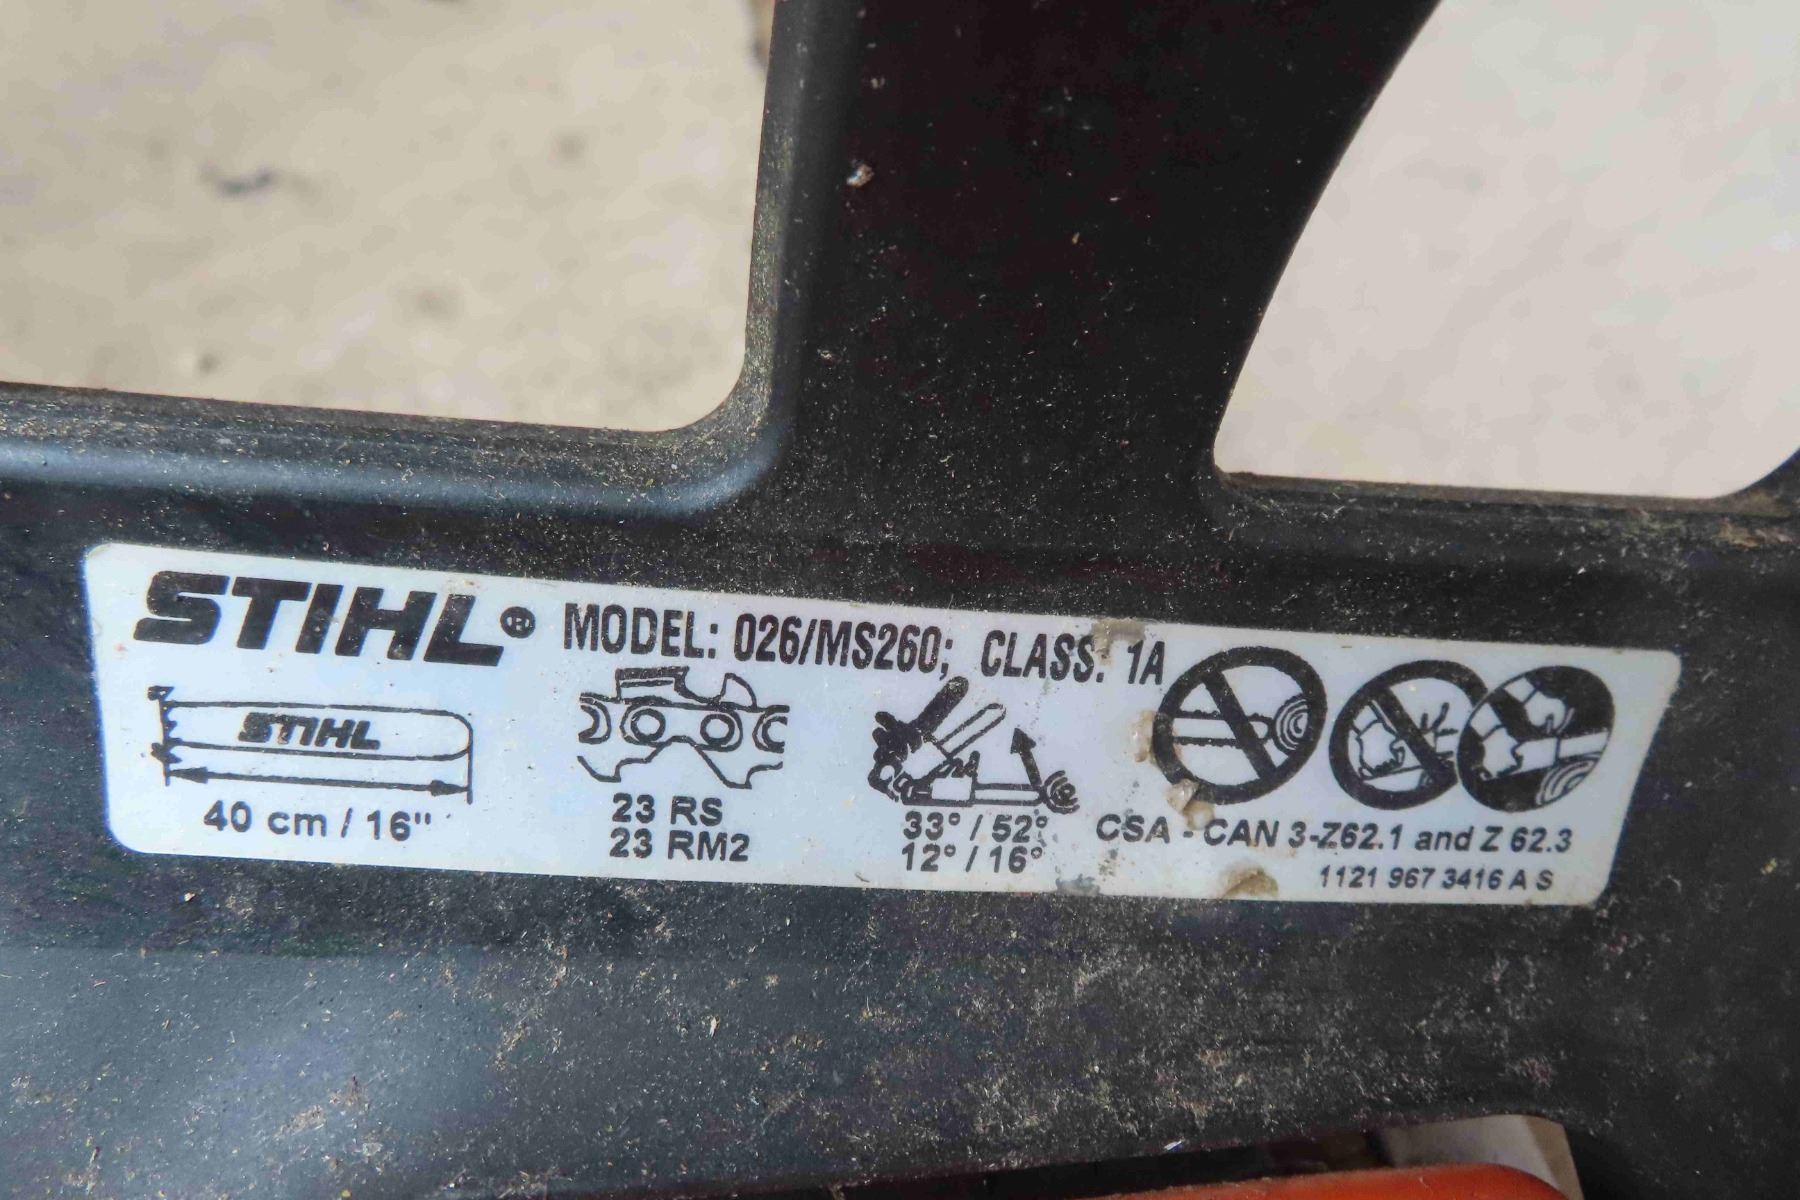 STIHL® MODEL: 026/MS260; CLASS. 1A
STIHL
40 cm / 16"
23 RS
23 RM2
33° / 52°
12° / 16°
CSA - CAN 3-Z62.1 and Z 62.3
1121 967 3416 A S